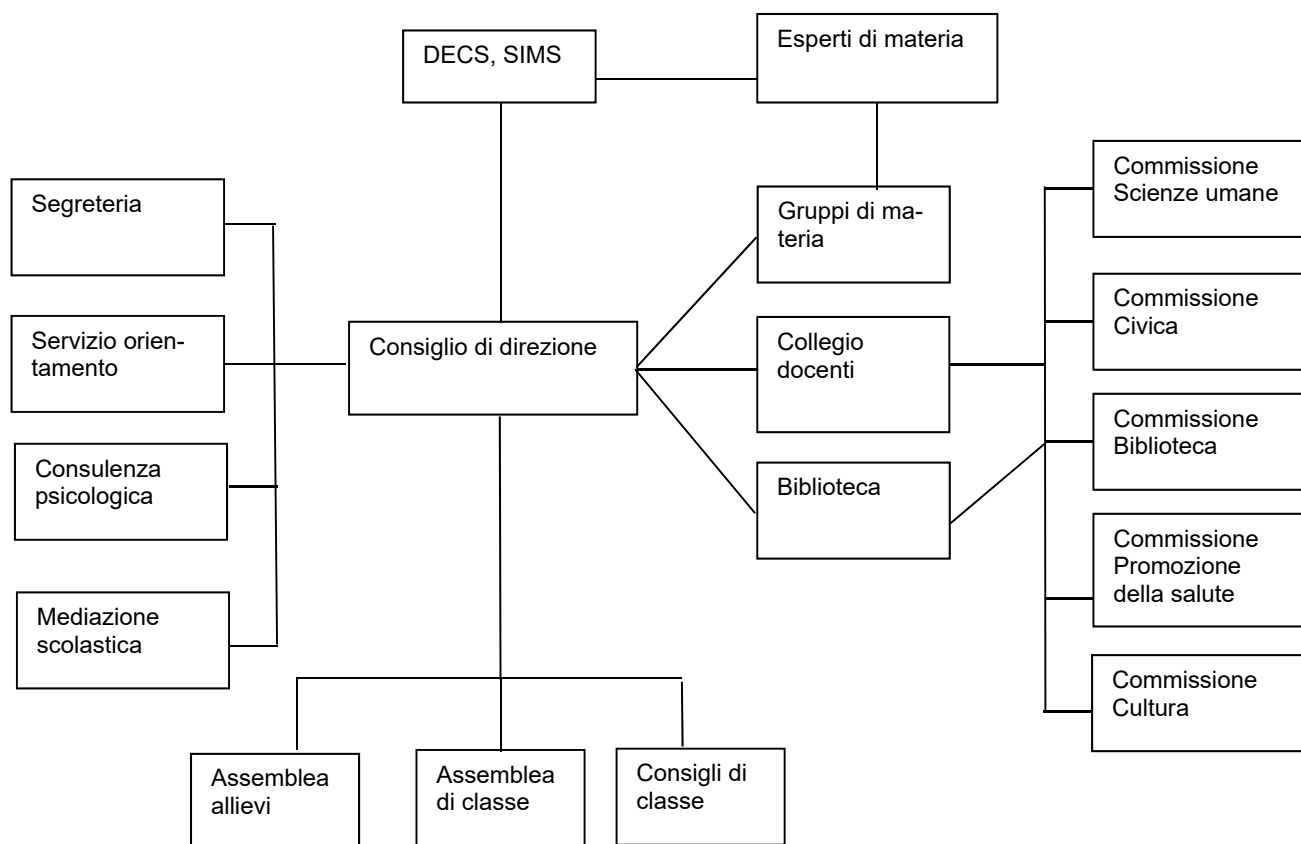 DECS, SIMS
Esperti di materia
Commissione
Scienze umane
Segreteria
Gruppi di ma-
teria
Commissione
Civica
Servizio orien-
tamento
Consiglio di direzione
Collegio
docenti
Commissione
Biblioteca
Consulenza
psicologica
Biblioteca
Commissione
Promozione
della salute
Mediazione
scolastica
Commissione
Cultura
Assemblea
allievi
Assemblea
di classe
Consigli di
classe